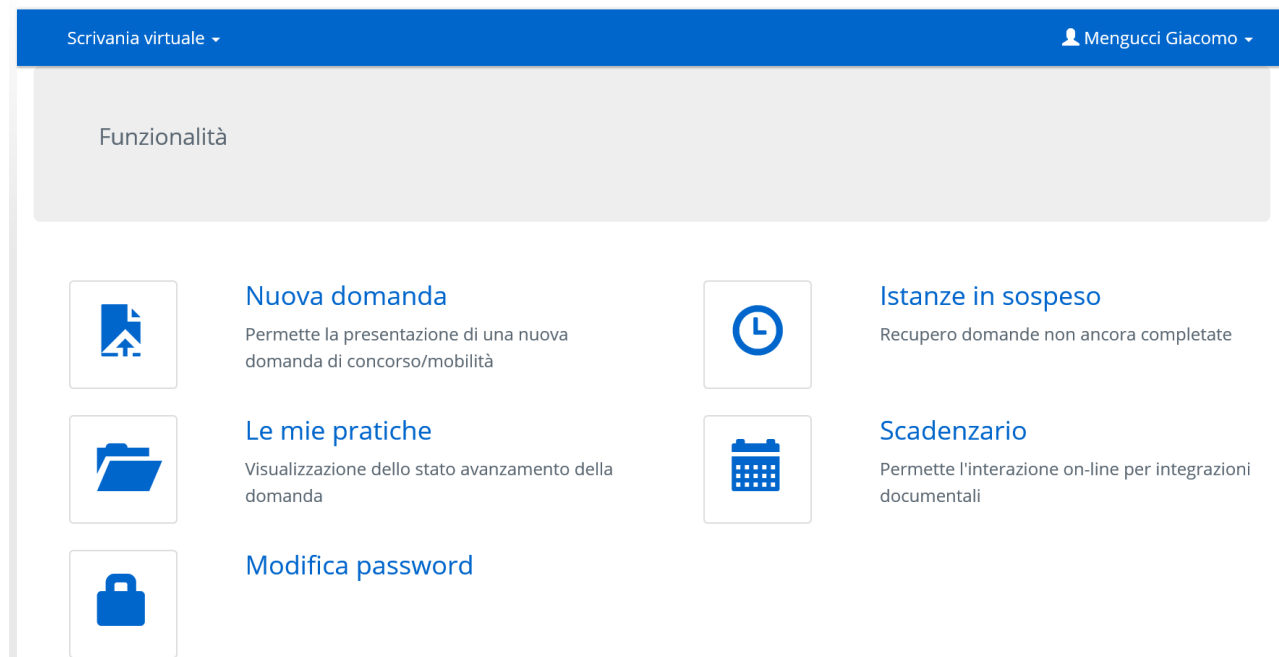 Scrivania virtuale
Mengucci Giacomo
Funzionalità
Nuova domanda
Permette la presentazione di una nuova
domanda di concorso/mobilità
Istanze in sospeso
Recupero domande non ancora completate
Le mie pratiche
Visualizzazione dello stato avanzamento della
domanda
Scadenzario
Permette l'interazione on-line per integrazioni
documentali
Modifica password